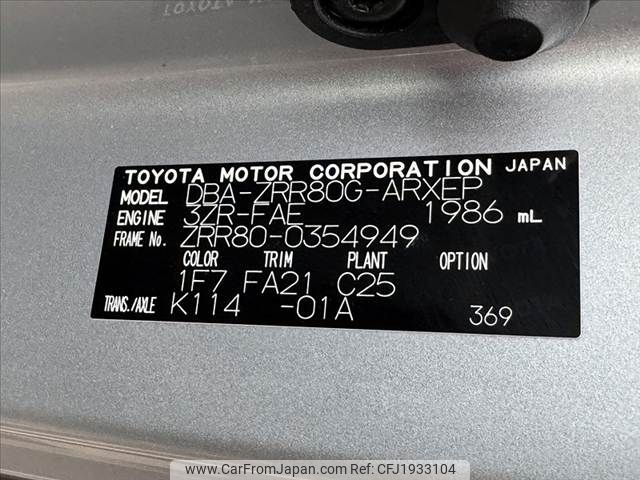 TOYOTA MOTOR CORPORATION JAPAN
MODEL DBA-ZRR80G-ARXEP
ENGINE 3ZR-FAE 1986 mL
FRAME No. ZRR80-0354949
COLOR TRIM PLANT OPTION
1F7 FA21 C25
TRANS./AXLE K114 -01A 369
www.CarFromJapan.com Ref.No: CFJ1933104